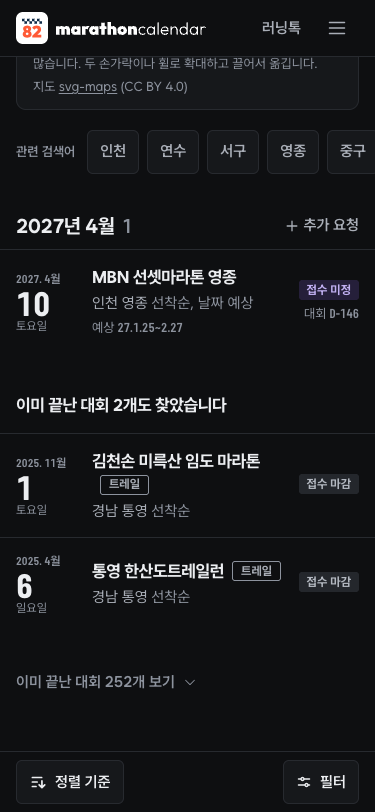 82 marathoncalendar 러닝톡
많습니다. 두 손가락이나 휠로 확대하고 끌어서 옮깁니다.
지도 svg-maps (CC BY 4.0)
관련 검색어 인천 연수 서구 영종 중구
2027년 4월 1 + 추가 요청
2027. 4월
10
토요일
MBN 선셋마라톤 영종
인천 영종 선착순, 날짜 예상
예상 27.1.25~2.27
접수 미정
대회 D-146
이미 끝난 대회 2개도 찾았습니다
2025. 11월
1
토요일
김천손 미륵산 임도 마라톤
트레일
경남 통영 선착순
접수 마감
2025. 4월
6
일요일
통영 한산도트레일런 트레일
경남 통영 선착순
접수 마감
이미 끝난 대회 252개 보기
정렬 기준 필터